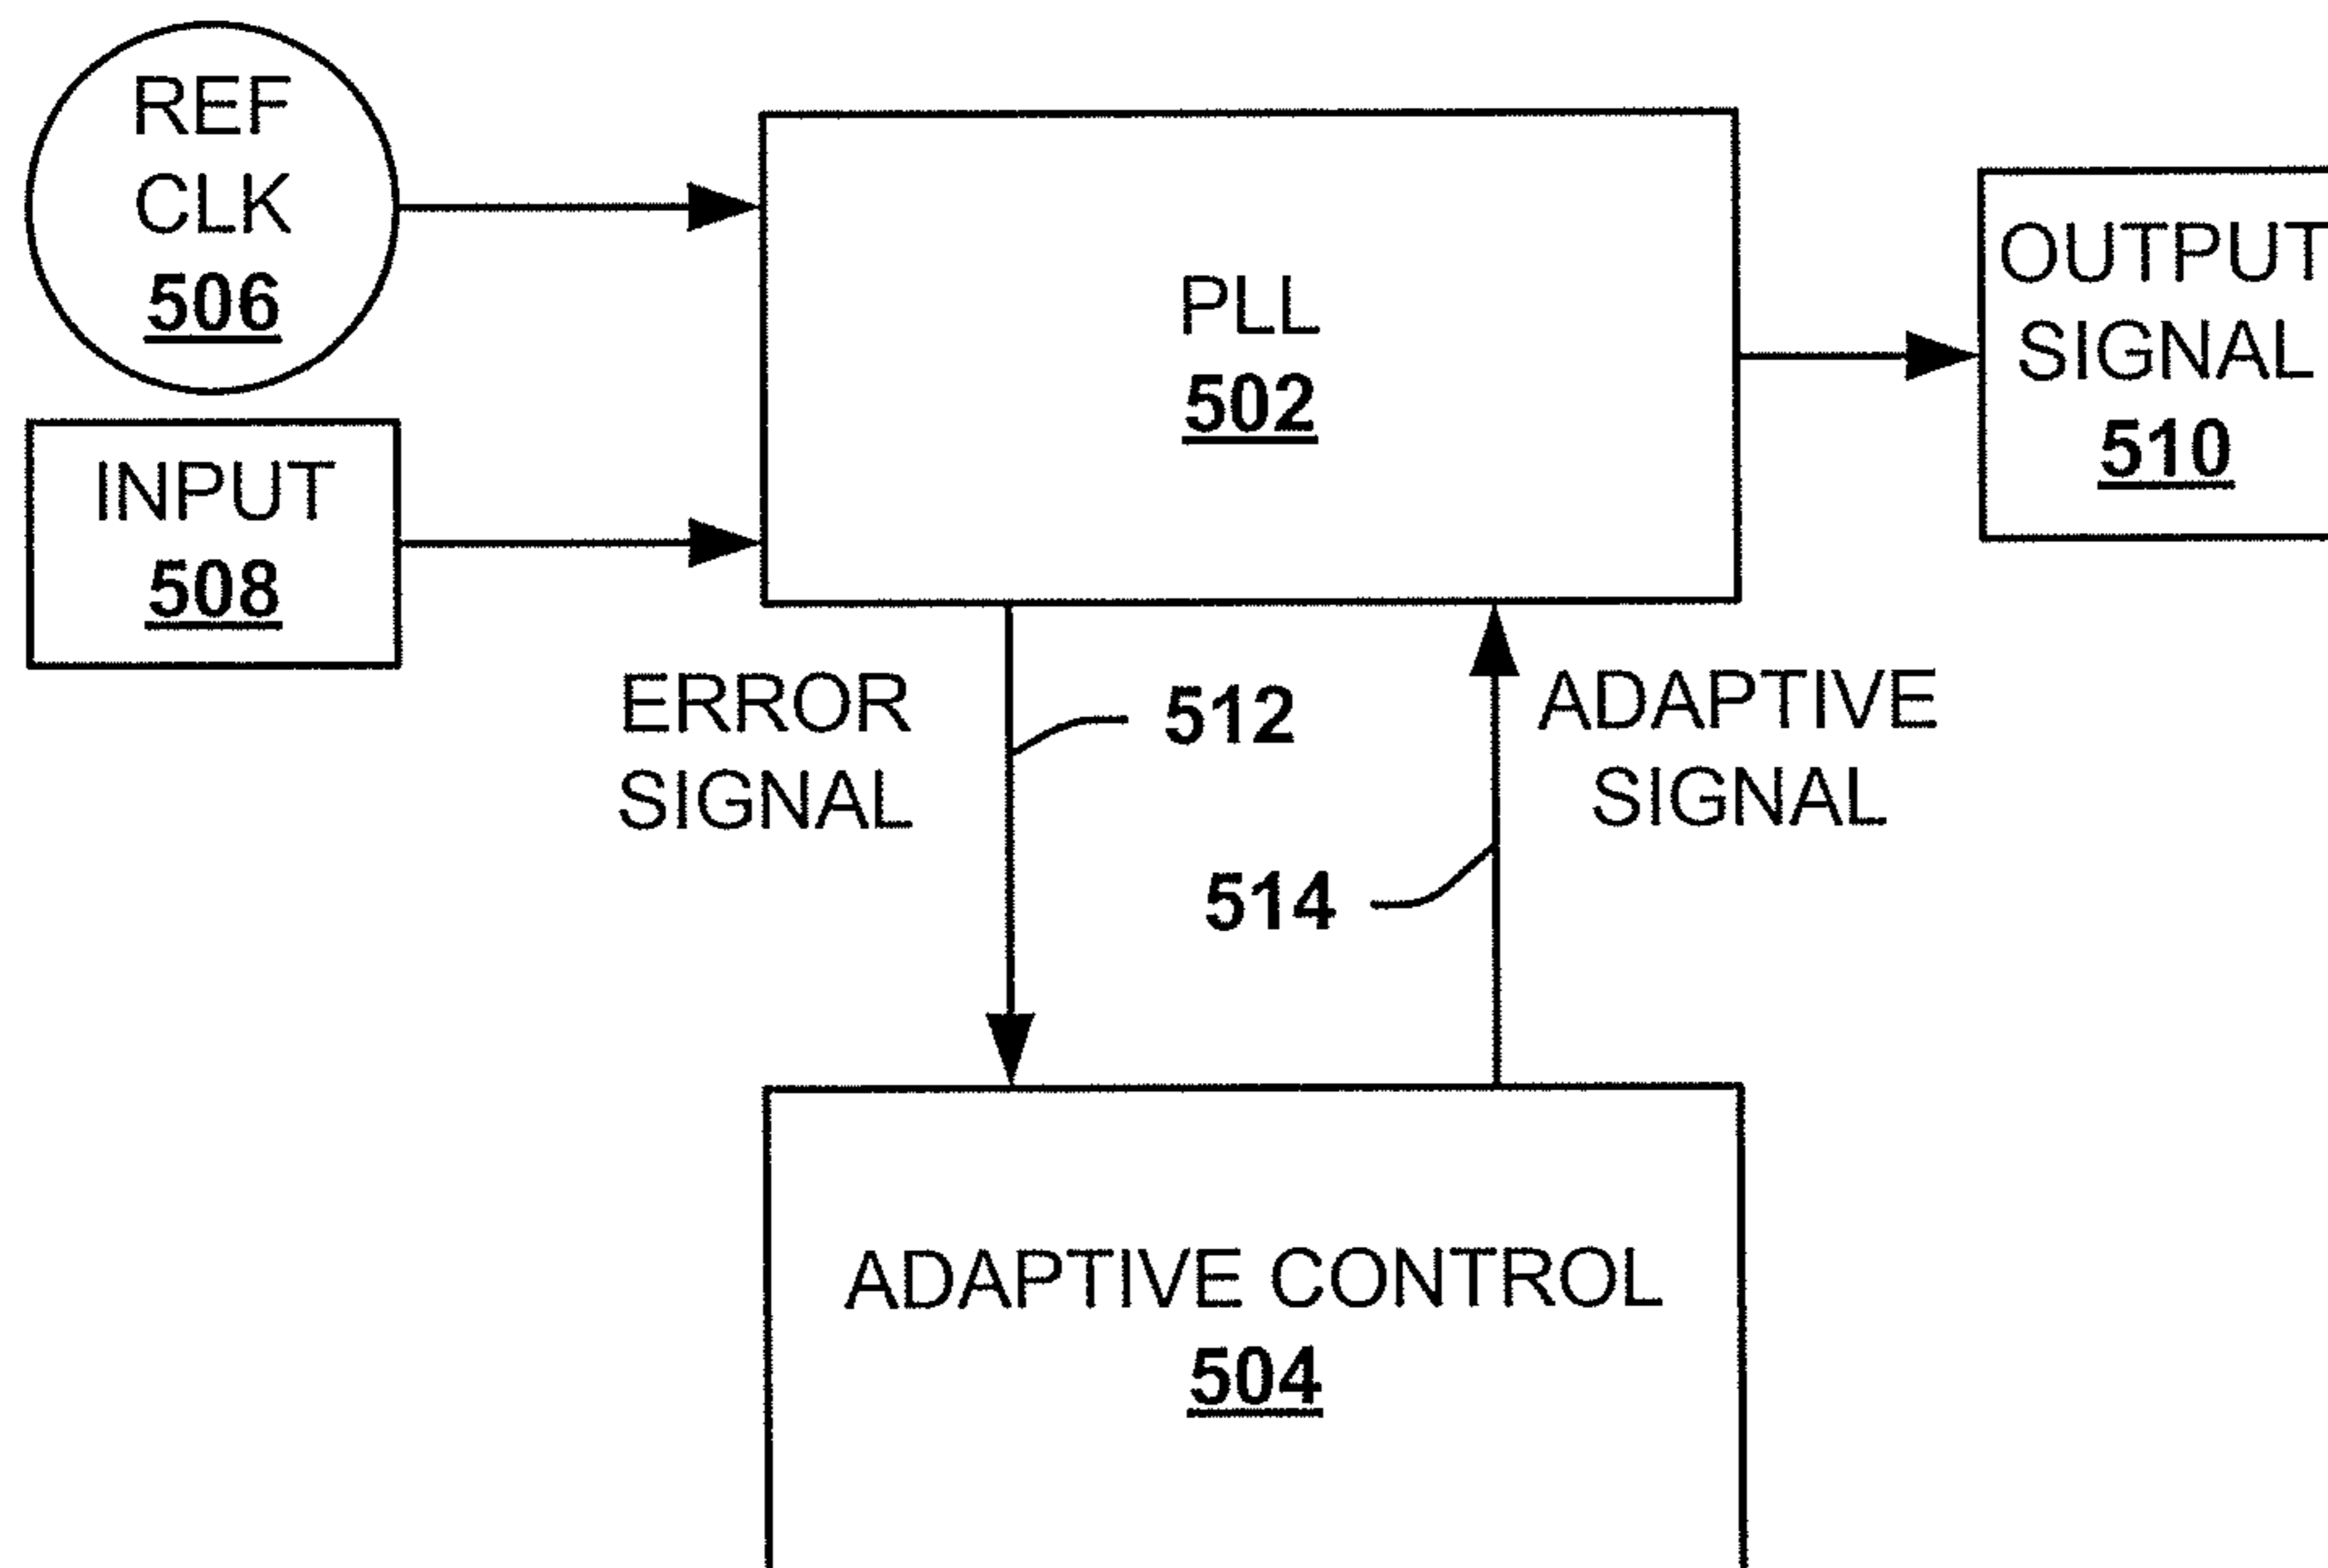 REF
CLK
506
INPUT
508
PLL
502
OUTPUT
SIGNAL
510
ERROR
SIGNAL
512
514
ADAPTIVE
SIGNAL
ADAPTIVE CONTROL
504